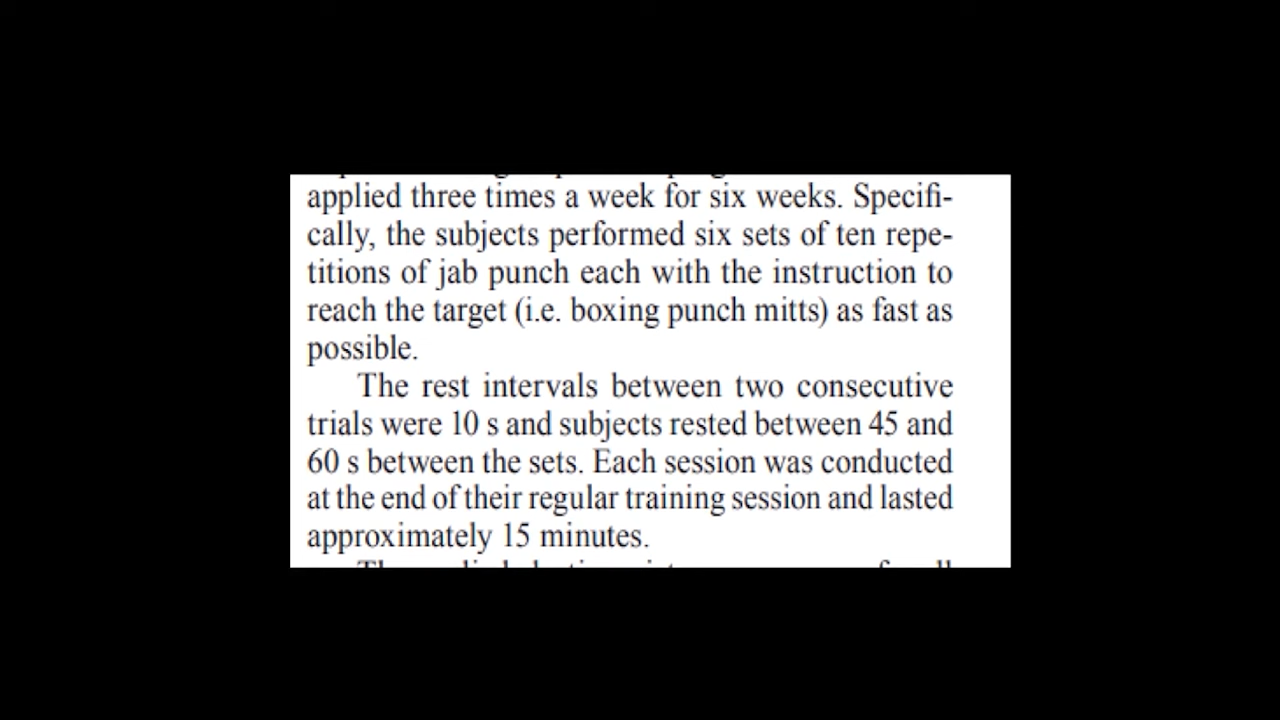 applied three times a week for six weeks. Specifi-
cally, the subjects performed six sets of ten repe-
titions of jab punch each with the instruction to
reach the target (i.e. boxing punch mitts) as fast as
possible.
The rest intervals between two consecutive
trials were 10 s and subjects rested between 45 and
60 s between the sets. Each session was conducted
at the end of their regular training session and lasted
approximately 15 minutes.